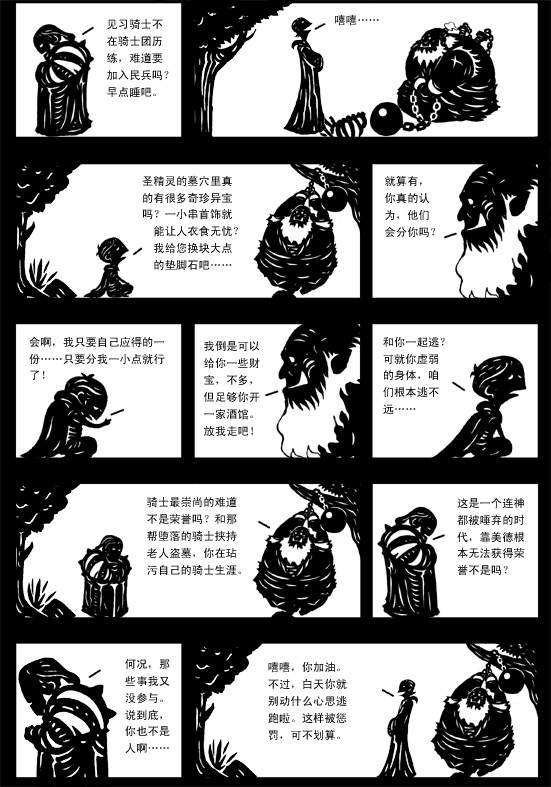 见习骑士不
在骑士团历
练，难道要
加入民兵吗？
早点睡吧。
嘻嘻……
圣精灵的墓穴里真
的有很多奇珍异宝
吗？一小串首饰就
能让人衣食无忧？
我给您换块大点
的垫脚石吧……
就算有，
你真的认
为，他们
会分你吗？
会啊，我只要自己应得的一
份……只要分我一小点就行
了！
我倒是可以
给你一些财
宝，不多，
但足够你开
一家酒馆。
放我走吧！
和你一起逃？
可就你虚弱
的身体，咱
们根本逃不
远……
骑士最崇尚的难道
不是荣誉吗？和那
帮堕落的骑士挟持
老人盗墓，你在玷
污自己的骑士生涯。
这是一个连神
都被唾弃的时
代，靠美德根
本无法获得荣
誉不是吗？
何况，那
些事我又
没参与。
说到底，
你也不是
人啊……
嘻嘻，你加油。
不过，白天你就
别动什么心思逃
跑啦。这样被惩
罚，可不划算。